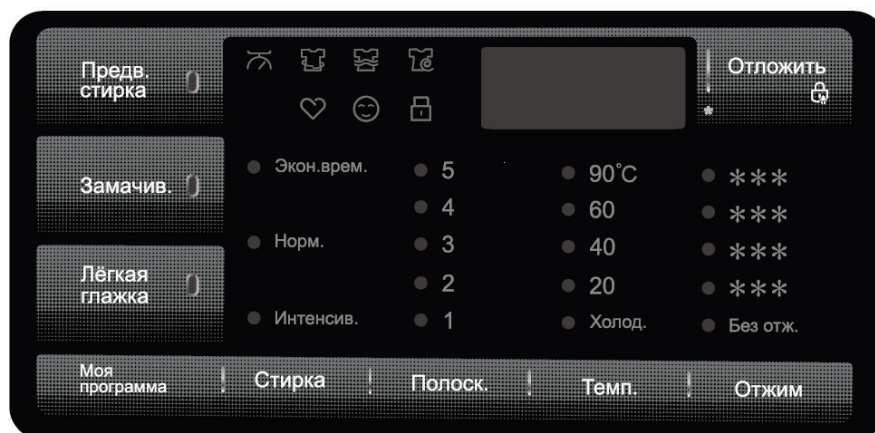 Предв.
стирка
Отложить
Замачив.
Лёгкая
глажка
Экон.врем.
Норм.
Интенсив.
5
4
3
2
1
90°C
60
40
20
Холод.
***
***
***
***
Без отж.
Моя
программа
Стирка
Полоск.
Темп.
Отжим